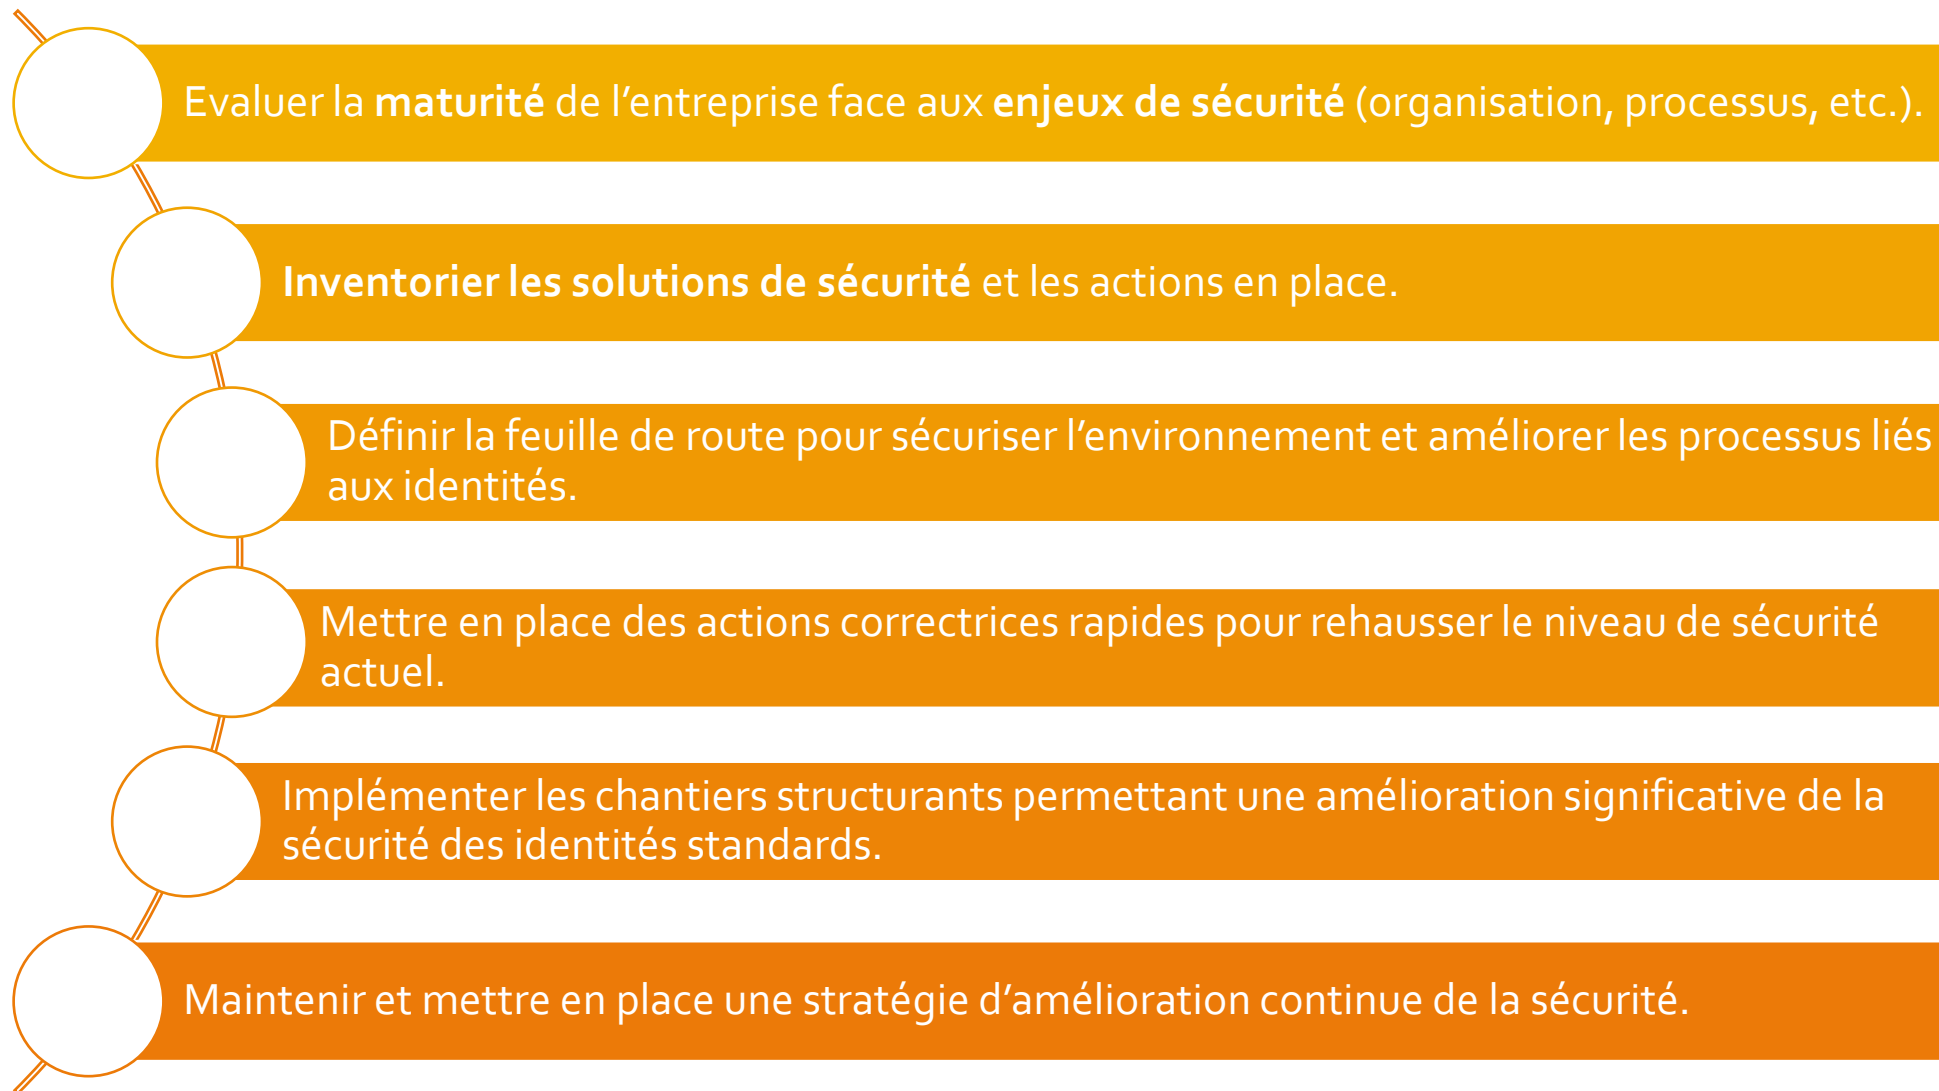 Evaluer la maturité de l’entreprise face aux enjeux de sécurité (organisation, processus, etc.).
Inventorier les solutions de sécurité et les actions en place.
Définir la feuille de route pour sécuriser l’environnement et améliorer les processus liés
aux identités.
Mettre en place des actions correctrices rapides pour rehausser le niveau de sécurité
actuel.
Implémenter les chantiers structurants permettant une amélioration significative de la
sécurité des identités standards.
Maintenir et mettre en place une stratégie d’amélioration continue de la sécurité.